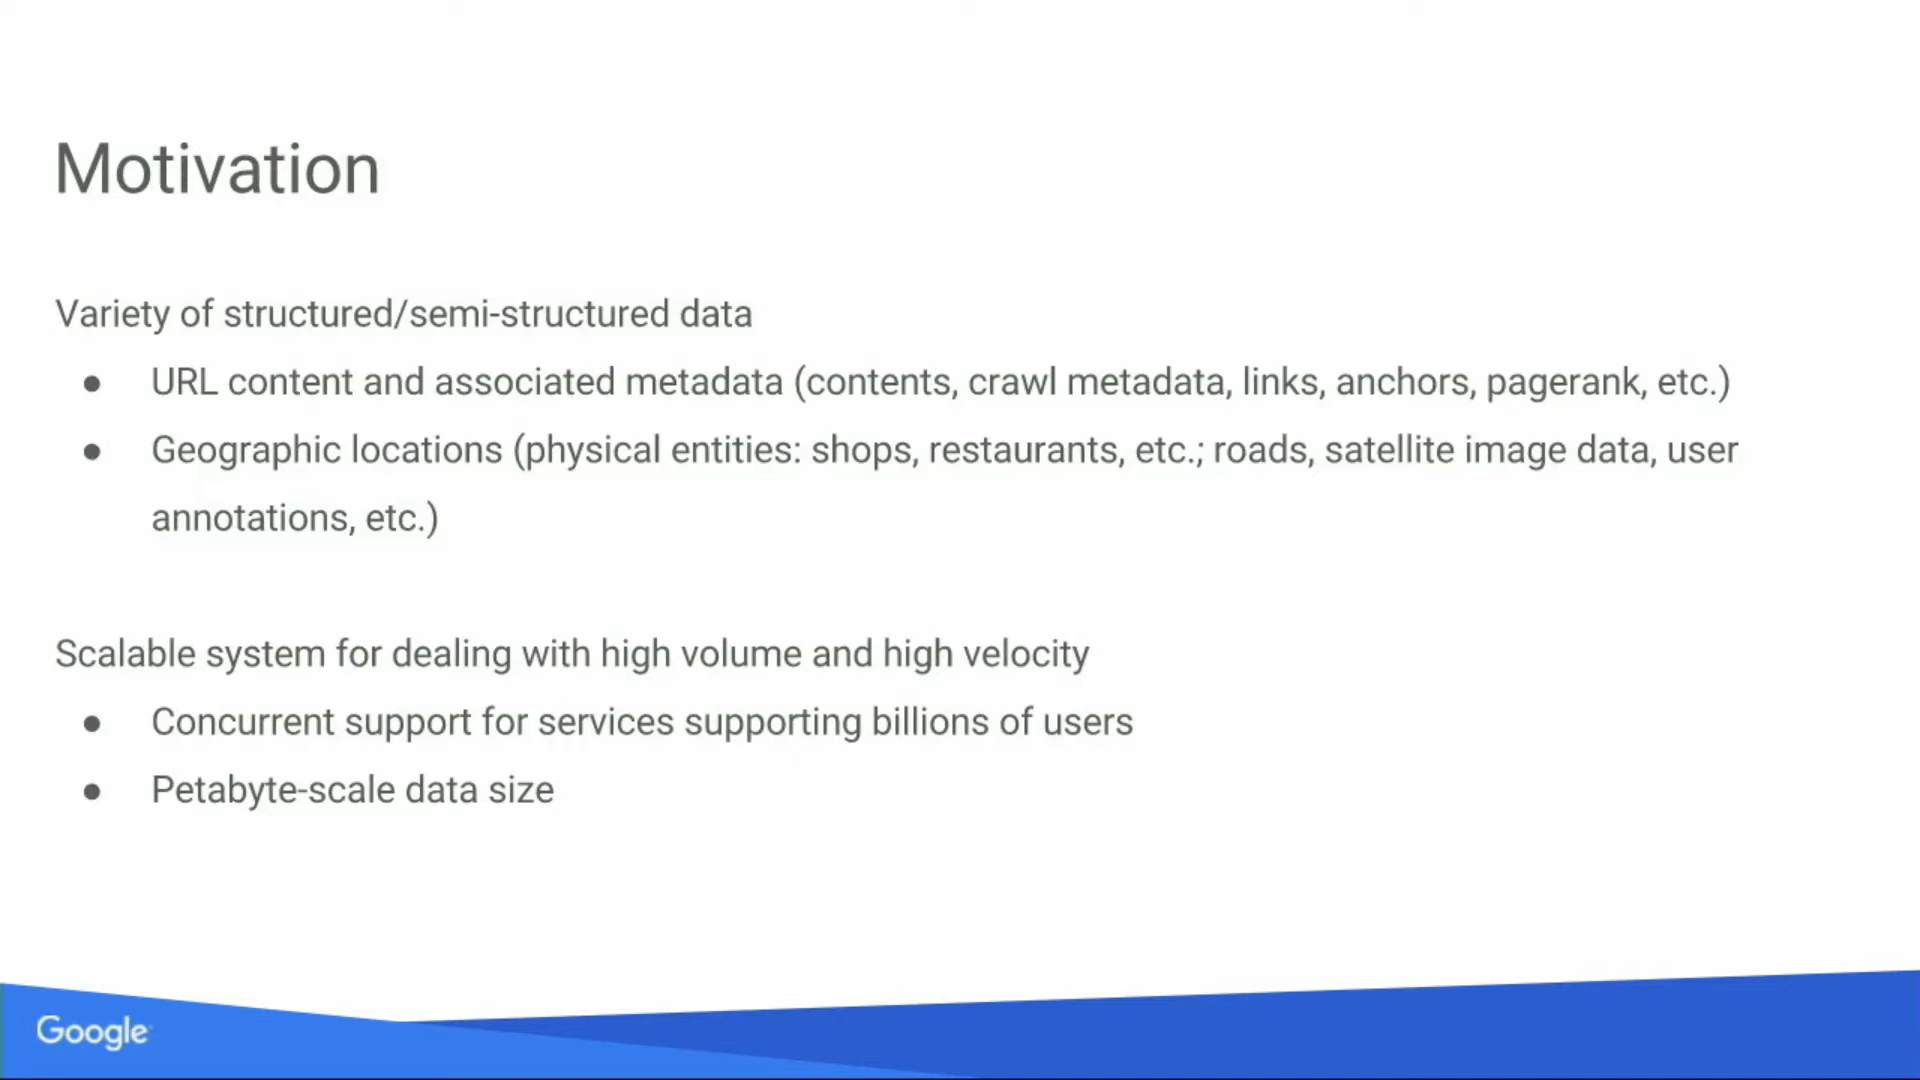 Motivation
Variety of structured/semi-structured data
● URL content and associated metadata (contents, crawl metadata, links, anchors, pagerank, etc.)
● Geographic locations (physical entities: shops, restaurants, etc.; roads, satellite image data, user
annotations, etc.)
Scalable system for dealing with high volume and high velocity
● Concurrent support for services supporting billions of users
● Petabyte-scale data size
Google